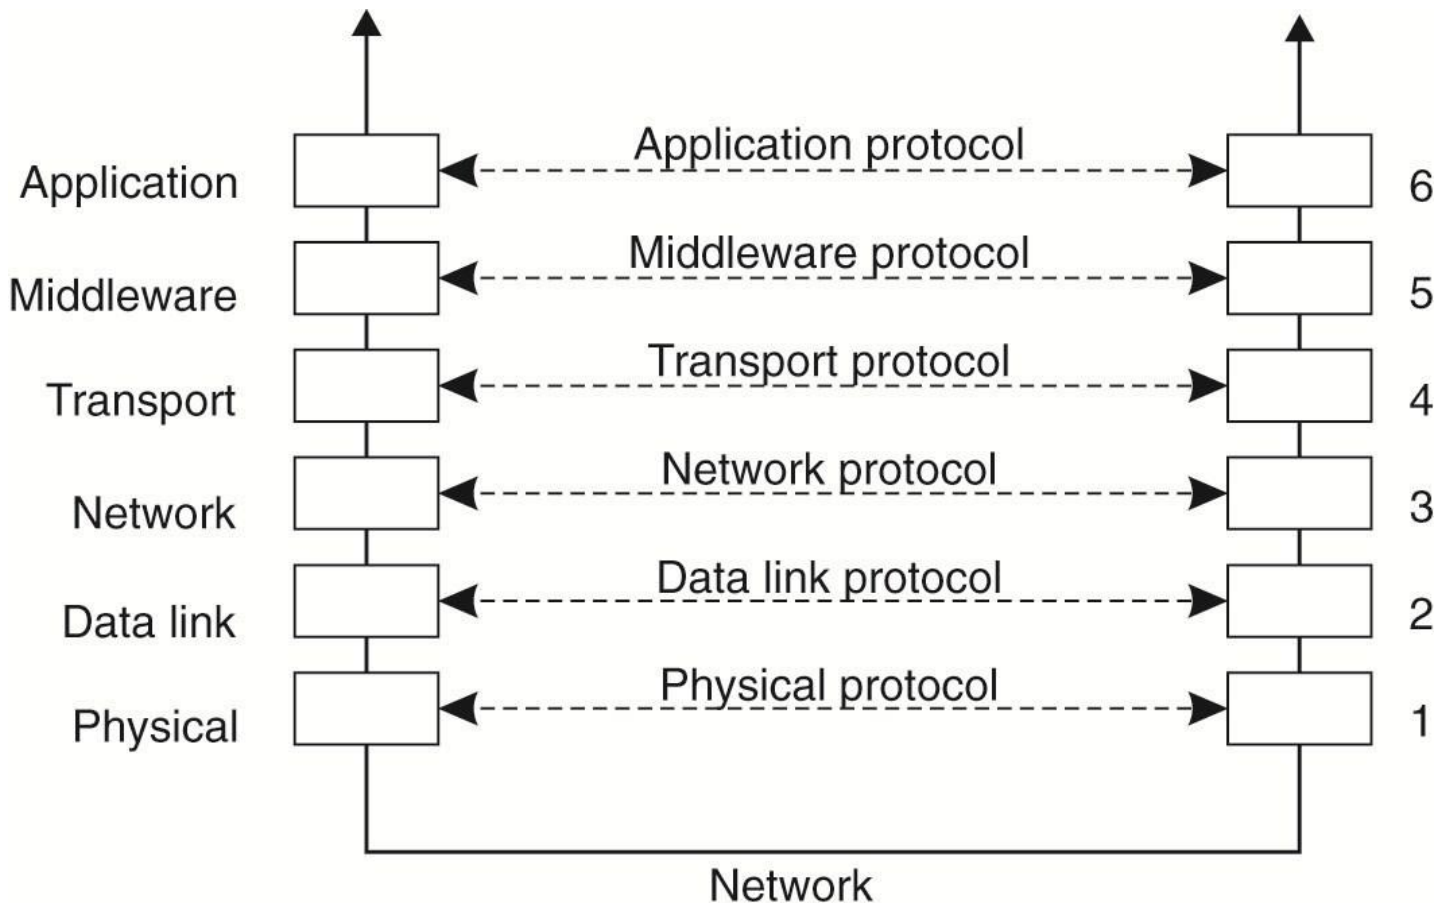 Application protocol
Application
6
Middleware protocol
Middleware
5
Transport protocol
Transport
4
Network protocol
Network
3
Data link protocol
Data link
2
Physical protocol
Physical
1
Network